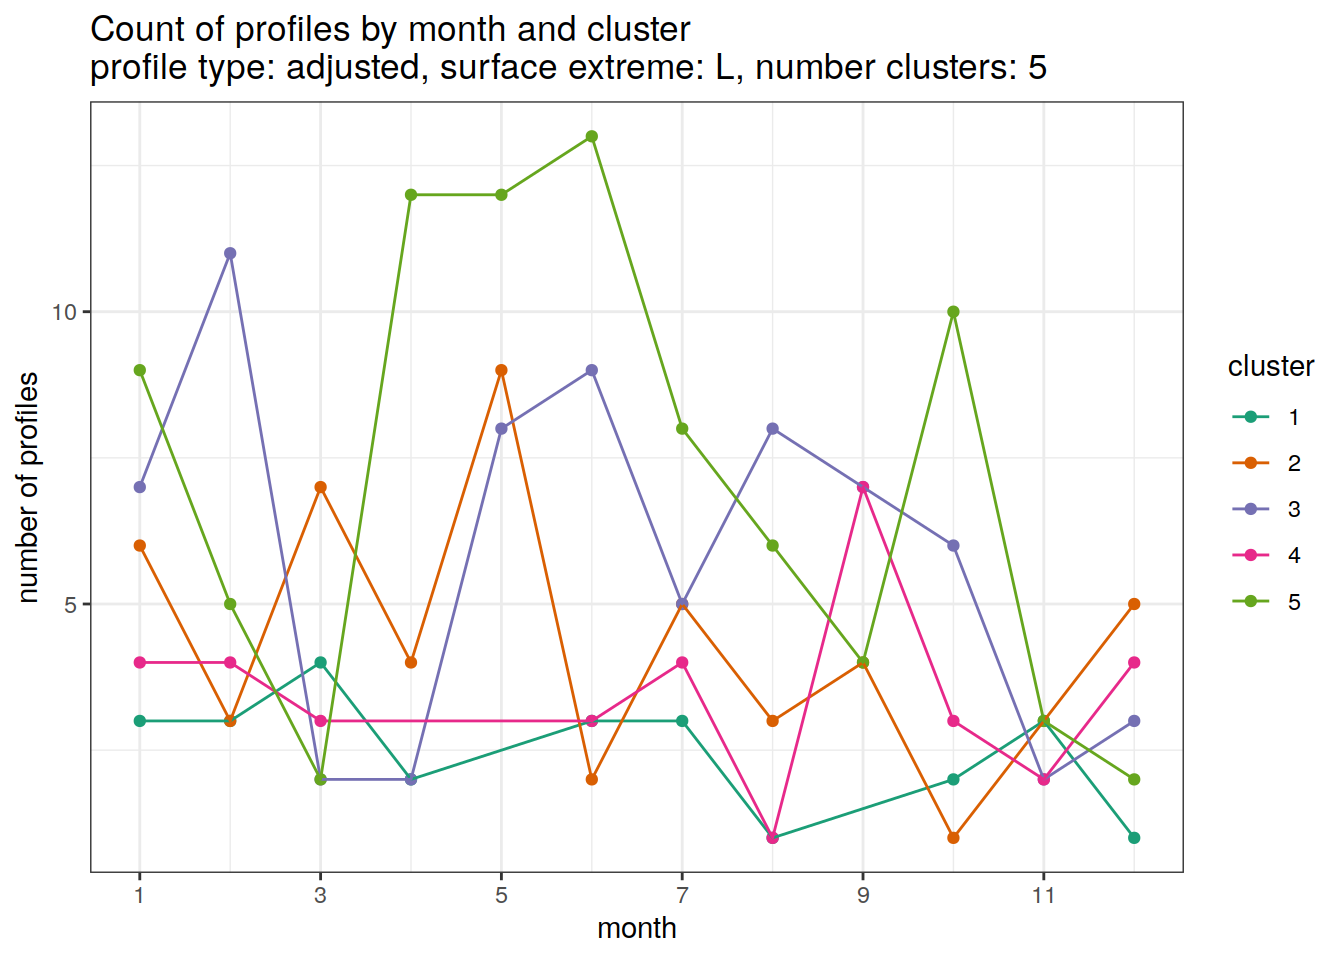 Count of profiles by month and cluster
profile type: adjusted, surface extreme: L, number clusters: 5
number of profiles
10
5
1
3
5
7
9
11
month
cluster
1
2
3
4
5